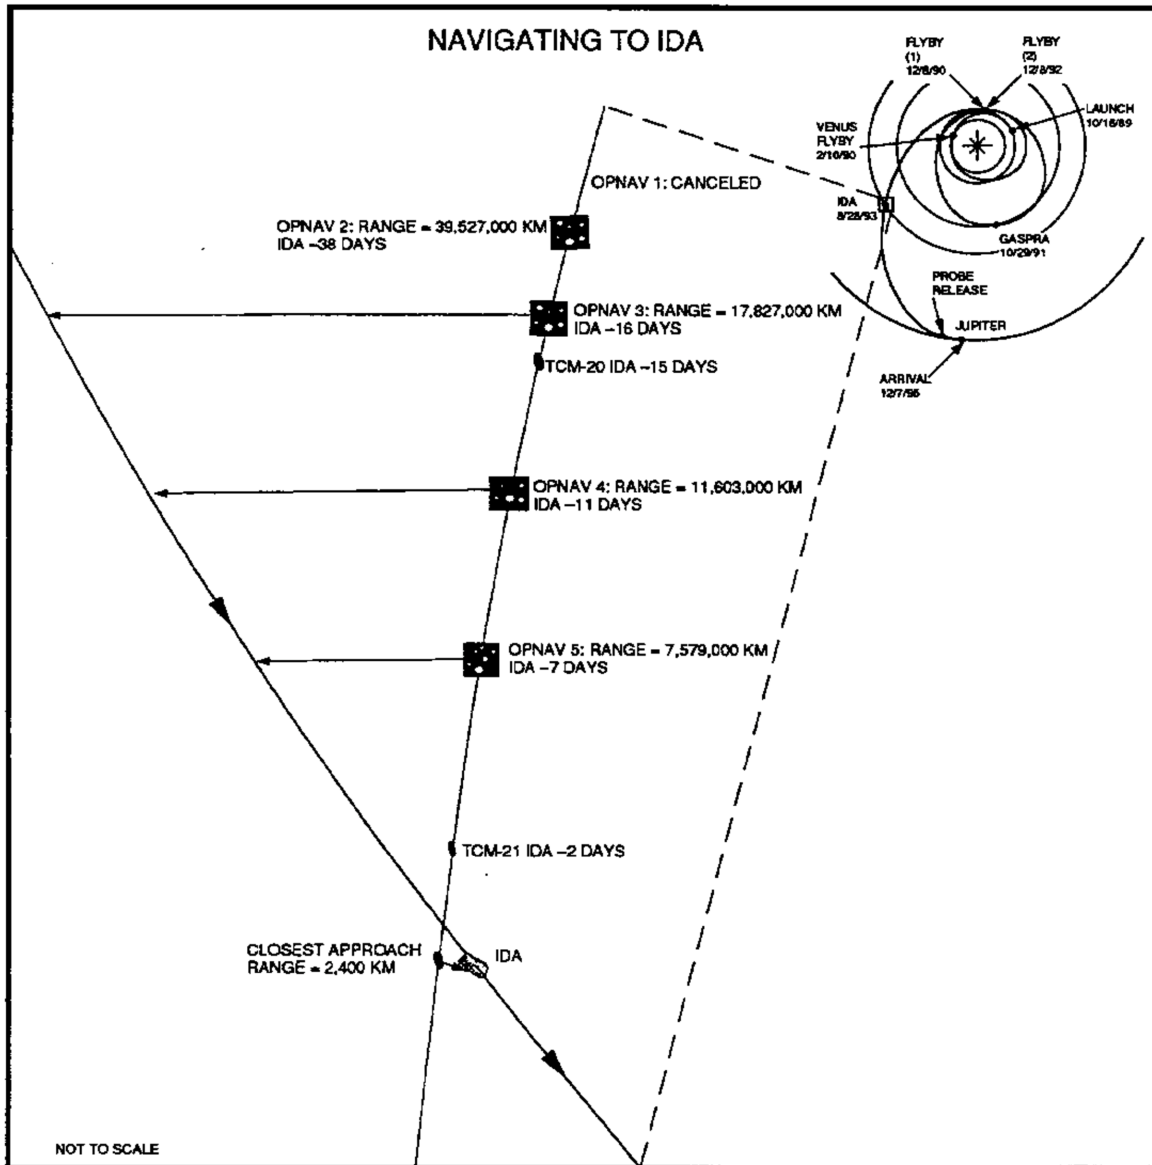 NAVIGATING TO IDA
FLYBY
(1)
12/8/90
FLYBY
(2)
12/8/92
LAUNCH
10/18/89
VENUS
FLYBY
2/10/90
IDA
8/28/93
GASPRA
10/29/91
PROBE
RELEASE
JUPITER
ARRIVAL
12/7/95
OPNAV 1: CANCELED
OPNAV 2: RANGE = 39,527,000 KM
IDA –38 DAYS
OPNAV 3: RANGE = 17,827,000 KM
IDA –16 DAYS
TCM-20 IDA –15 DAYS
OPNAV 4: RANGE = 11,603,000 KM
IDA –11 DAYS
OPNAV 5: RANGE = 7,579,000 KM
IDA –7 DAYS
TCM-21 IDA –2 DAYS
CLOSEST APPROACH
RANGE = 2,400 KM
IDA
NOT TO SCALE